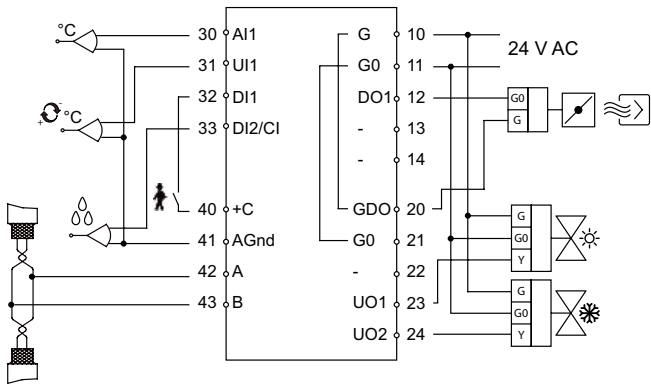 °C 30 AI1 G 10
24 V AC
31 UI1 G0 11
32 DI1 DO1 12 G0
+ - °C
G
33 DI2/CI - 13
- 14
40 +C GDO 20 G
41 AGnd G0 21 G0
42 A - 22 Y
G
43 B UO1 23 G0
UO2 24 Y